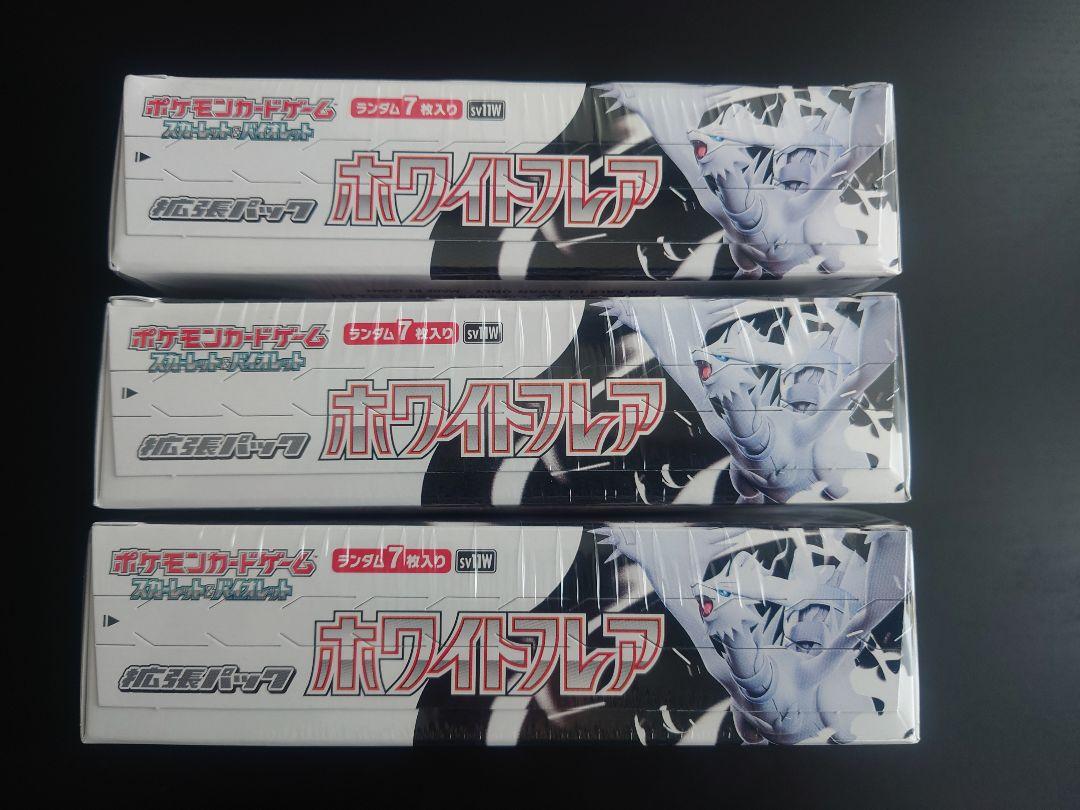 ポケモンカードゲーム
スカーレット&バイオレット
ランダム7枚入り
sv11W
拡張パック
ホワイトフレア
FOR SALE IN JAPAN ONLY
ポケモンカードゲーム
スカーレット&バイオレット
ランダム7枚入り
sv11W
拡張パック
ホワイトフレア
ポケモンカードゲーム
スカーレット&バイオレット
ランダム7枚入り
sv11W
拡張パック
ホワイトフレア